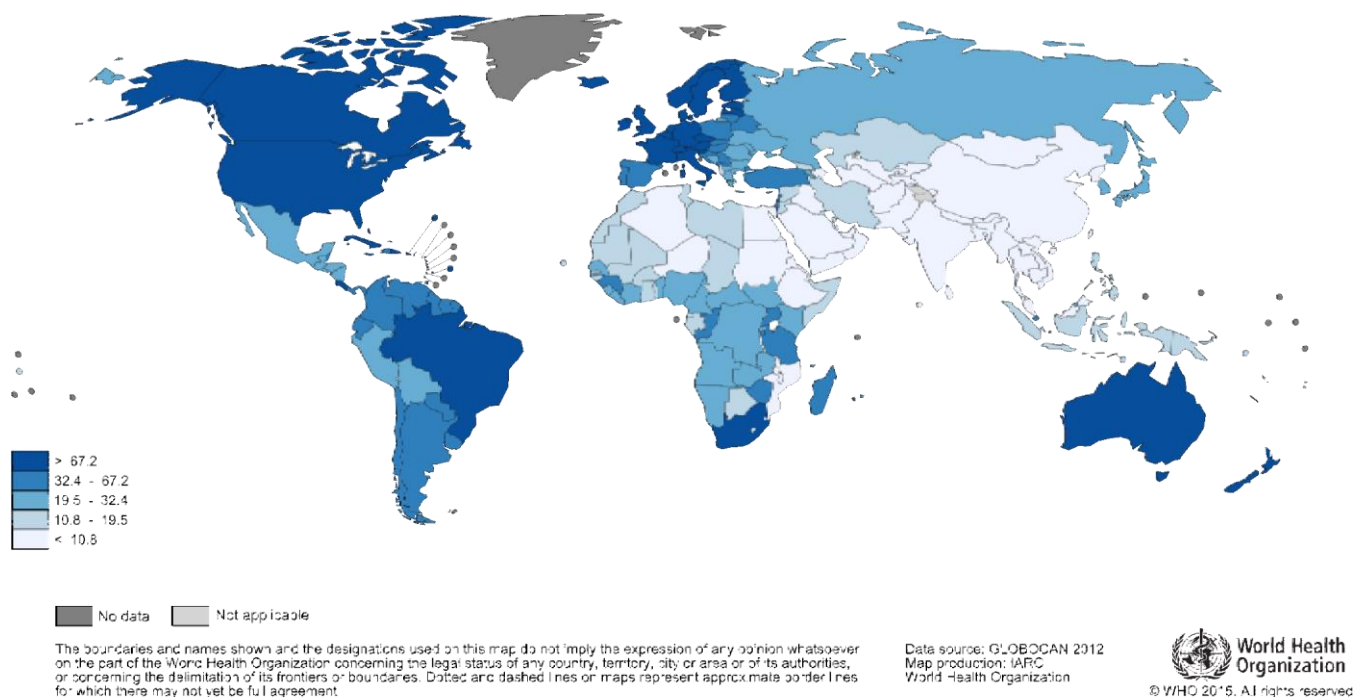 > 67.2
32.4 - 67.2
19.5 - 32.4
10.8 - 19.5
< 10.8
No data
Not applicable
The boundaries and names shown and the designations used on this map do not imply the expression of any opinion whatsoever
on the part of the World Health Organization concerning the legal status of any country, territory, city or area or of its authorities,
or concerning the delimitation of its frontiers or boundaries. Dotted and dashed lines on maps represent approximate border lines
for which there may not yet be full agreement
Data source: GLOBOCAN 2012
Map production: IARC
World Health Organization
World Health
Organization
© WHO 2015. All rights reserved